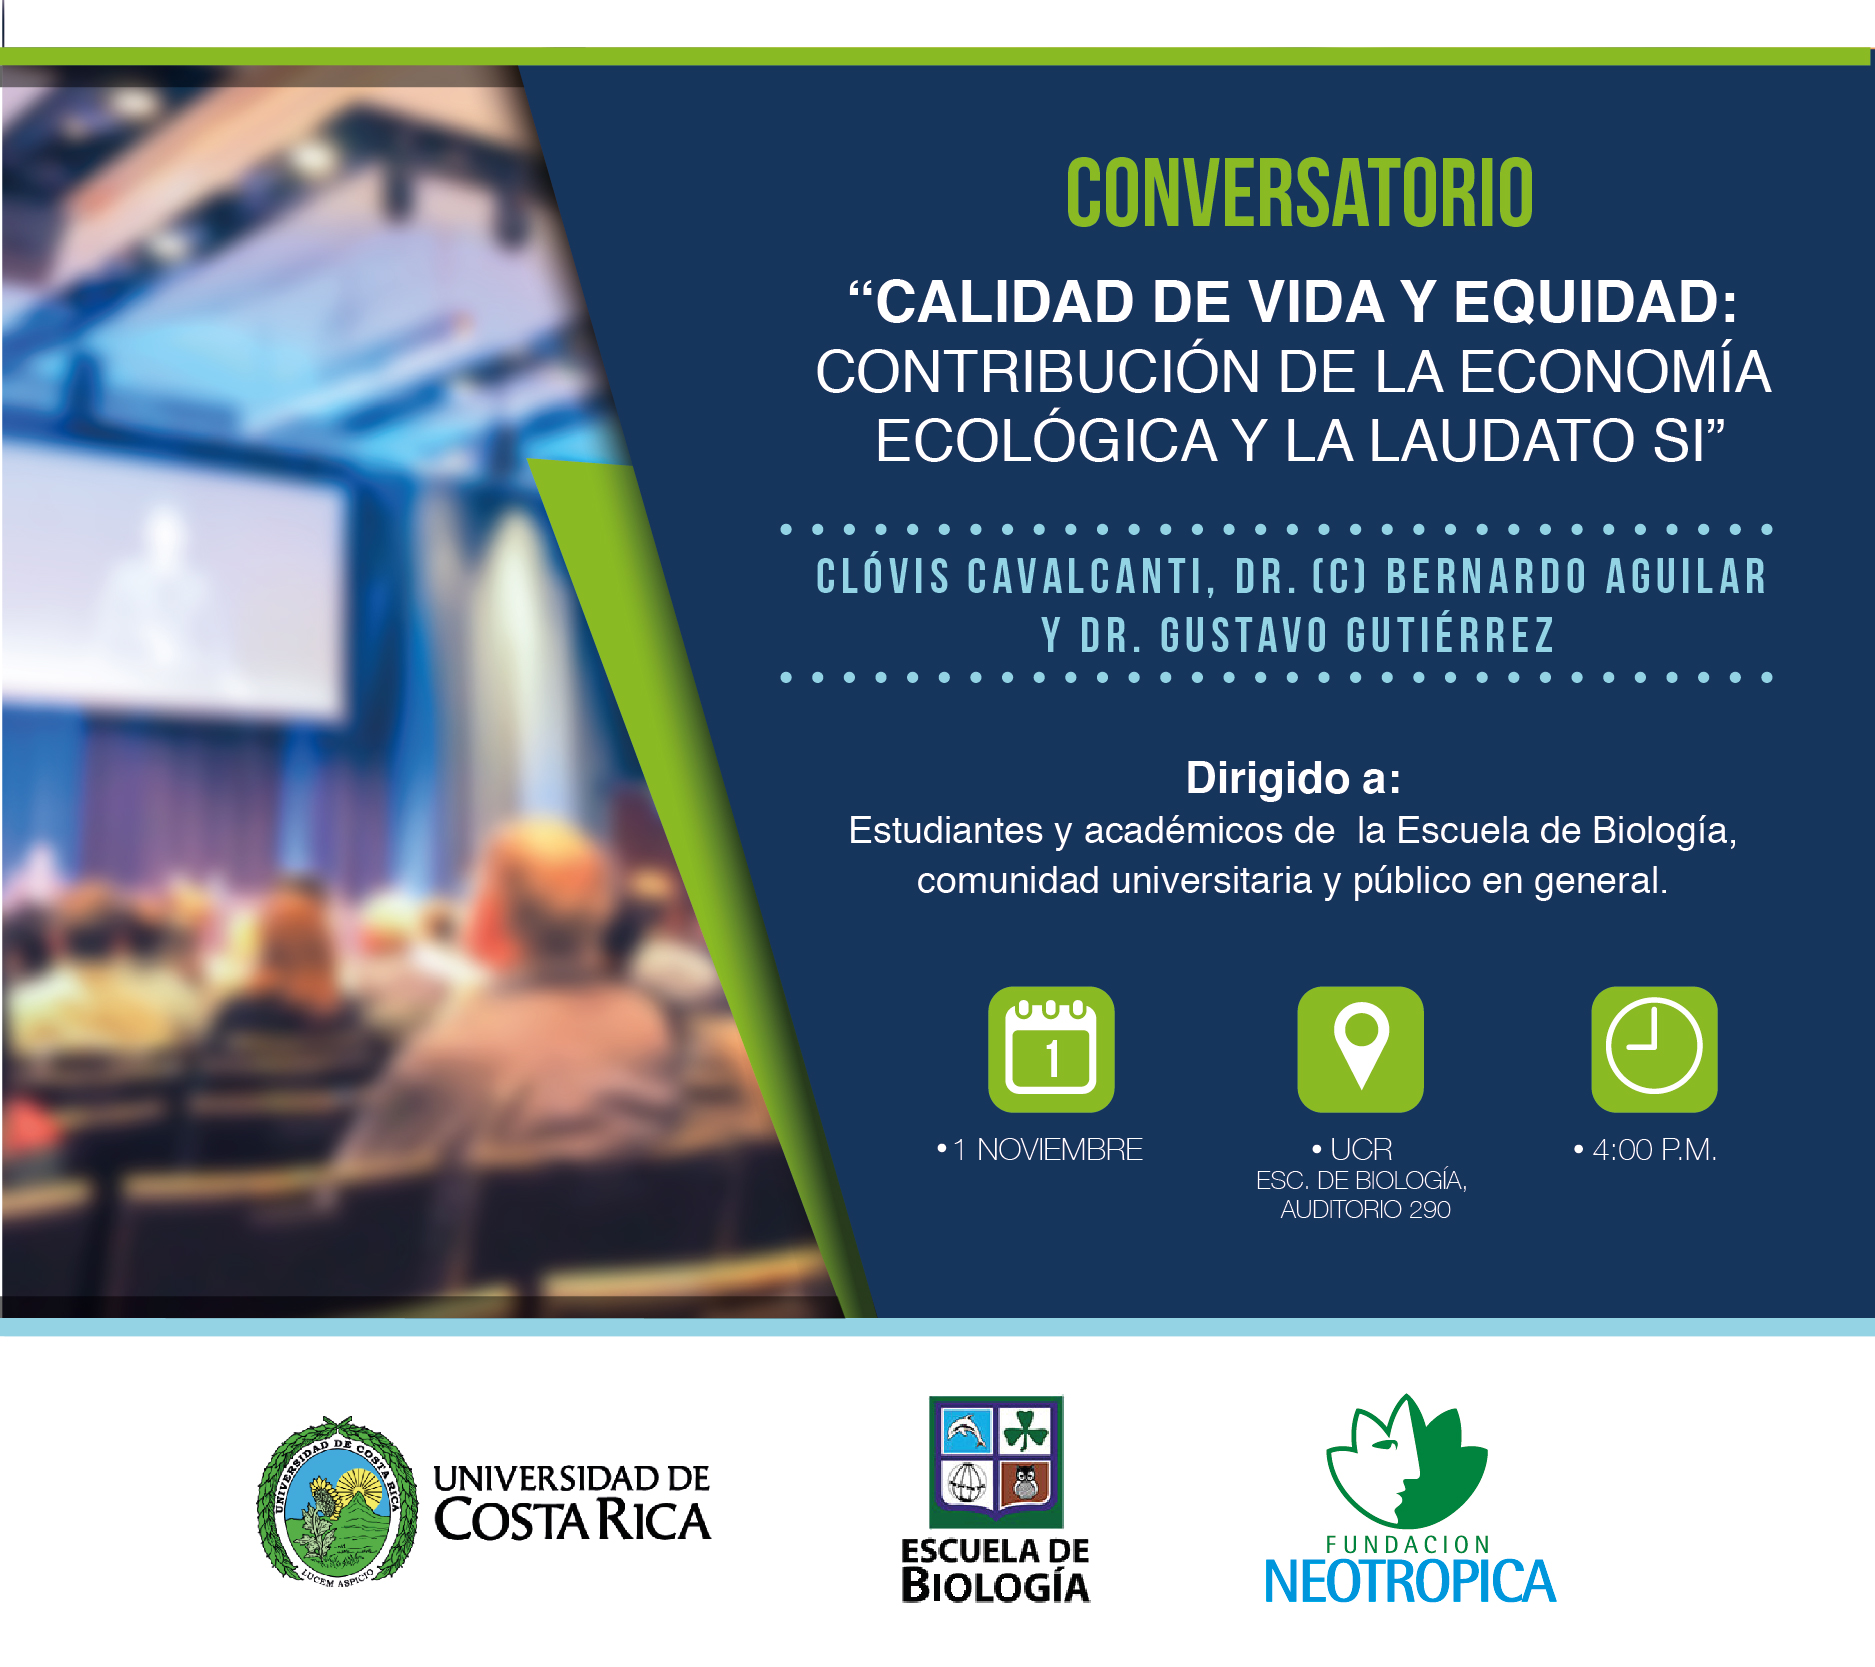 CONVERSATORIO
“CALIDAD DE VIDA Y EQUIDAD:
CONTRIBUCIÓN DE LA ECONOMÍA
ECOLÓGICA Y LA LAUDATO SI”
CLÓVIS CAVALCANTI, DR. (C) BERNARDO AGUILAR
Y DR. GUSTAVO GUTIÉRREZ
Dirigido a:
Estudiantes y académicos de la Escuela de Biología,
comunidad universitaria y público en general.
1
• 1 NOVIEMBRE
• UCR
ESC. DE BIOLOGÍA,
AUDITORIO 290
• 4:00 P.M.
UNIVERSIDAD DE COSTA RICA
LUCEM ASPICIO
UNIVERSIDAD DE
COSTA RICA
ESCUELA DE
BIOLOGÍA
FUNDACION
NEOTROPICA